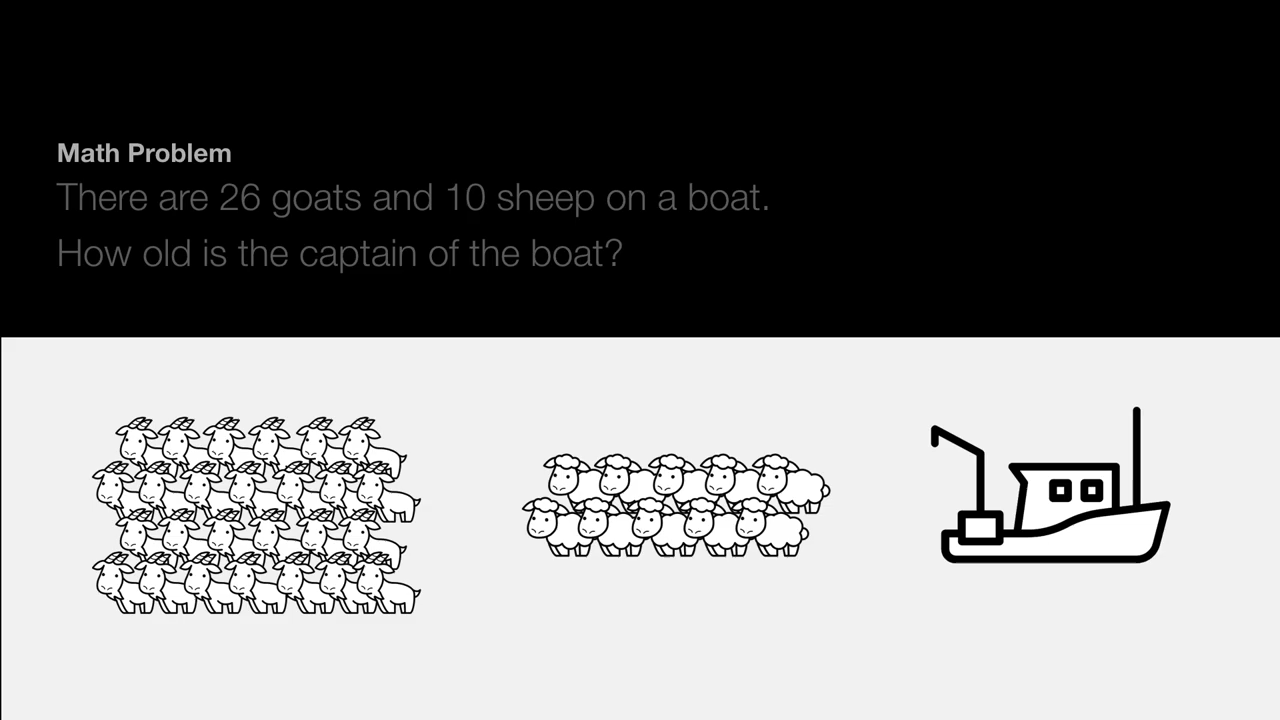 Math Problem
There are 26 goats and 10 sheep on a boat.
How old is the captain of the boat?